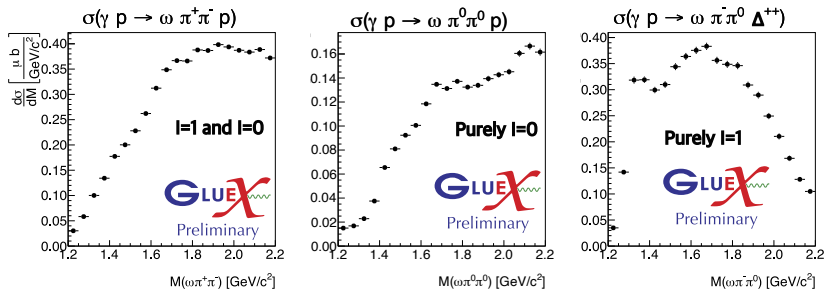 σ(γ p → ω π⁺π⁻ p)
dσ/dM [μb / GeV/c²]
0.40
0.35
0.30
0.25
0.20
0.15
0.10
0.05
0.00
I=1 and I=0
GLUEX
Preliminary
1.2 1.4 1.6 1.8 2.0 2.2
M(ωπ⁺π⁻) [GeV/c²]
σ(γ p → ω π⁰π⁰ p)
0.16
0.14
0.12
0.10
0.08
0.06
0.04
0.02
0.00
Purely I=0
GLUEX
Preliminary
1.2 1.4 1.6 1.8 2.0 2.2
M(ωπ⁰π⁰) [GeV/c²]
σ(γ p → ω π⁻π⁰ Δ⁺⁺)
0.40
0.35
0.30
0.25
0.20
0.15
0.10
0.05
0.00
Purely I=1
GLUEX
Preliminary
1.2 1.4 1.6 1.8 2.0 2.2
M(ωπ⁻π⁰) [GeV/c²]